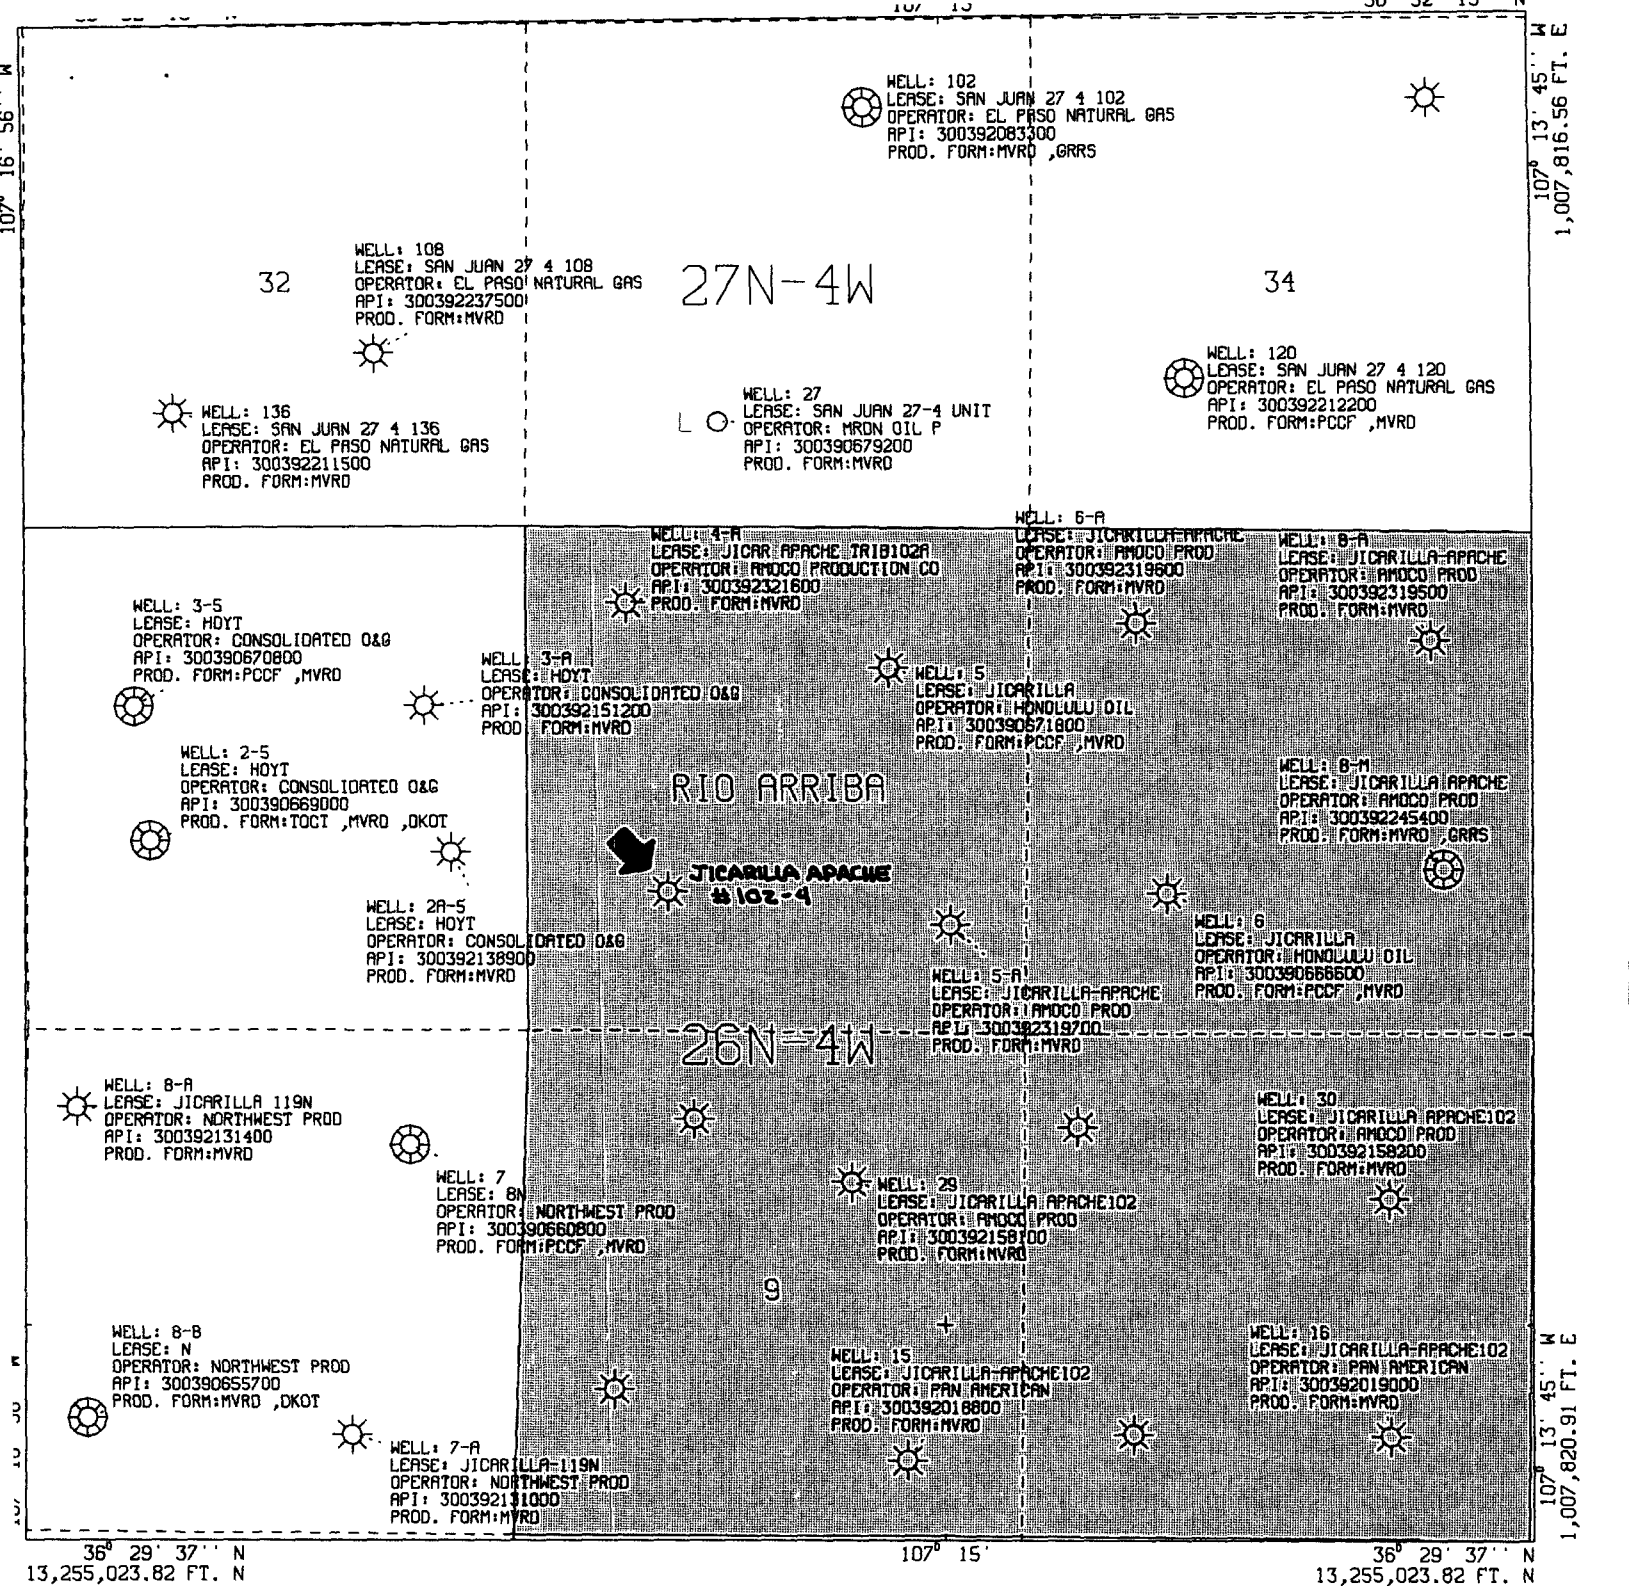 107° 15'
107° 16' 56'' W
107° 13' 45'' W
1,007,816.56 FT. E
WELL: 102
LEASE: SAN JUAN 27 4 102
OPERATOR: EL PASO NATURAL GAS
API: 300392083300
PROD. FORM:MVRD ,GRRS
WELL: 108
LEASE: SAN JUAN 27 4 108
OPERATOR: EL PASO NATURAL GAS
API: 300392237500
PROD. FORM:MVRD
32
27N-4W
34
WELL: 136
LEASE: SAN JUAN 27 4 136
OPERATOR: EL PASO NATURAL GAS
API: 300392211500
PROD. FORM:MVRD
L
WELL: 27
LEASE: SAN JUAN 27-4 UNIT
OPERATOR: MRDN OIL P
API: 300390679200
PROD. FORM:MVRD
WELL: 120
LEASE: SAN JUAN 27 4 120
OPERATOR: EL PASO NATURAL GAS
API: 300392212200
PROD. FORM:PCCF ,MVRD
WELL: 4-A
LEASE: JICAR APACHE TRIB102A
OPERATOR: AMOCO PRODUCTION CO
API: 300392321600
PROD. FORM:MVRD
WELL: 6-A
LEASE: JICARILLA-APACHE
OPERATOR: AMOCO PROD
API: 300392319600
PROD. FORM:MVRD
WELL: 8-A
LEASE: JICARILLA-APACHE
OPERATOR: AMOCO PROD
API: 300392319500
PROD. FORM:MVRD
WELL: 3-5
LEASE: HOYT
OPERATOR: CONSOLIDATED O&G
API: 300390670800
PROD. FORM:PCCF ,MVRD
WELL: 3-A
LEASE: HOYT
OPERATOR: CONSOLIDATED O&G
API: 300392151200
PROD. FORM:MVRD
WELL: 5
LEASE: JICARILLA
OPERATOR: HONOLULU OIL
API: 300390671800
PROD. FORM:PCCF ,MVRD
WELL: 2-5
LEASE: HOYT
OPERATOR: CONSOLIDATED O&G
API: 300390669000
PROD. FORM:TOCT ,MVRD ,DKOT
RIO ARRIBA
WELL: 8-M
LEASE: JICARILLA APACHE
OPERATOR: AMOCO PROD
API: 300392245400
PROD. FORM:MVRD ,GRRS
JICARILLA APACHE
#102-4
WELL: 2A-5
LEASE: HOYT
OPERATOR: CONSOLIDATED O&G
API: 300392138900
PROD. FORM:MVRD
WELL: 6
LEASE: JICARILLA
OPERATOR: HONOLULU OIL
API: 300390666600
PROD. FORM:PCCF ,MVRD
WELL: 5-A
LEASE: JICARILLA-APACHE
OPERATOR: AMOCO PROD
API: 300392319700
PROD. FORM:MVRD
26N-4W
WELL: 8-A
LEASE: JICARILLA 119N
OPERATOR: NORTHWEST PROD
API: 300392131400
PROD. FORM:MVRD
WELL: 30
LEASE: JICARILLA APACHE102
OPERATOR: AMOCO PROD
API: 300392158200
PROD. FORM:MVRD
WELL: 7
LEASE: 8N
OPERATOR: NORTHWEST PROD
API: 300390660800
PROD. FORM:PCCF ,MVRD
WELL: 29
LEASE: JICARILLA APACHE102
OPERATOR: AMOCO PROD
API: 300392158100
PROD. FORM:MVRD
9
WELL: 8-B
LEASE: N
OPERATOR: NORTHWEST PROD
API: 300390655700
PROD. FORM:MVRD ,DKOT
WELL: 15
LEASE: JICARILLA-APACHE102
OPERATOR: PAN AMERICAN
API: 300392018800
PROD. FORM:MVRD
WELL: 16
LEASE: JICARILLA-APACHE102
OPERATOR: PAN AMERICAN
API: 300392019000
PROD. FORM:MVRD
WELL: 7-A
LEASE: JICARILLA-119N
OPERATOR: NORTHWEST PROD
API: 300392131000
PROD. FORM:MVRD
107° 13' 45'' W
1,007,820.91 FT. E
36° 29' 37'' N
13,255,023.82 FT. N
107° 15'
36° 29' 37'' N
13,255,023.82 FT. N